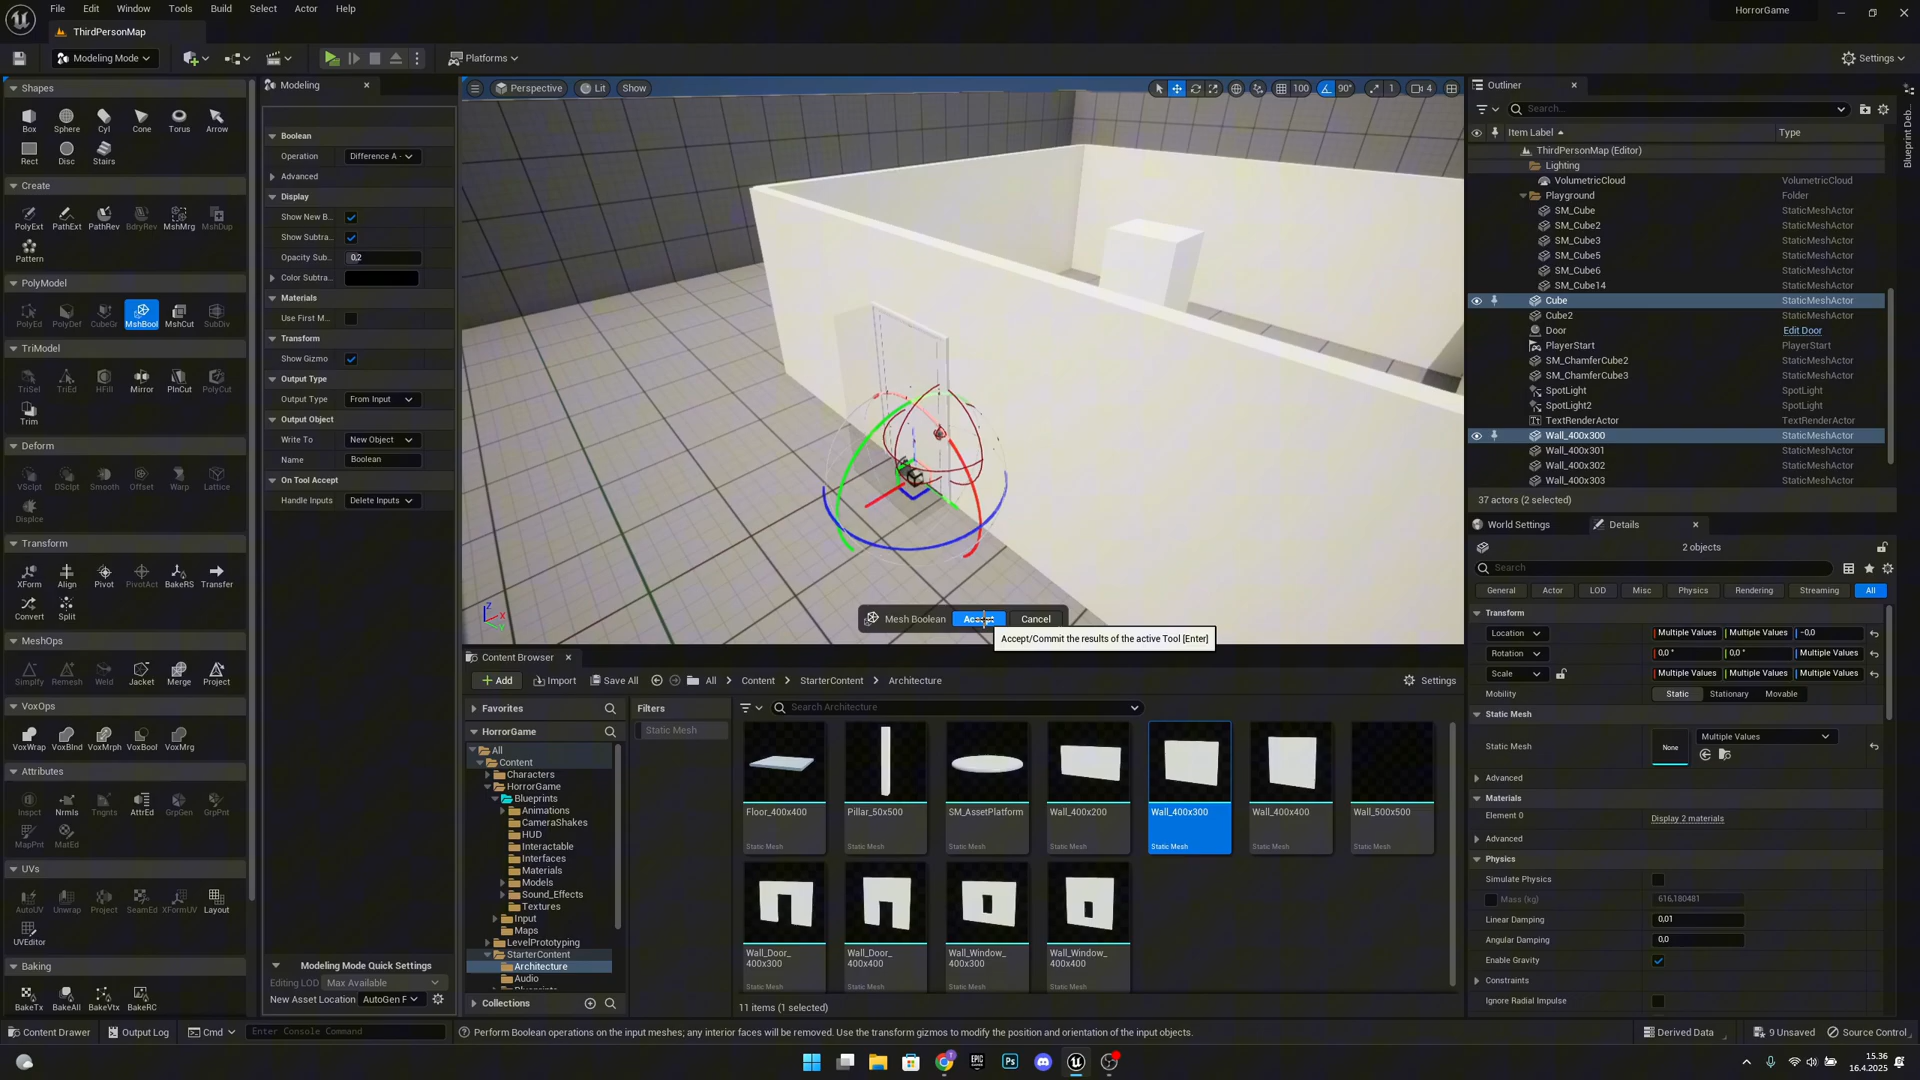 File Edit Window Tools Build Select Actor Help
HorrorGame
ThirdPersonMap
Modeling Mode
Platforms
Settings
Shapes
Box Sphere Cyl Cone Torus Arrow
Rect Disc Stairs
Create
PolyExt PathExt PathRev BdryRev MshMrg MshDup
Pattern
PolyModel
PolyEd PolyDef CubeGr MshBool MshCut SubDiv
TriModel
TriSel TriEd HFill Mirror PlnCut PolyCut
Trim
Deform
VSclpt DSclpt Smooth Offset Warp Lattice
Displce
Transform
XForm Align Pivot PivotAct BakeRS Transfer
Convert Split
MeshOps
Simplfy Remesh Weld Jacket Merge Project
VoxOps
VoxWrap VoxBlnd VoxMrph VoxBool VoxMrg
Attributes
Inspct Nrmls Tngnts AttrEd GrpGen GrpPnt
MapPnt MatEd
UVs
AutoUV Unwrap Project SeamEd XFormUV Layout
UVEditor
Baking
BakeTx BakeAll BakeVtx BakeRC
Modeling
Boolean
Operation Difference A -
Advanced
Display
Show New B...
Show Subtra...
Opacity Sub... 0,2
Color Subtra...
Materials
Use First M...
Transform
Show Gizmo
Output Type
Output Type From Input
Output Object
Write To New Object
Name Boolean
On Tool Accept
Handle Inputs Delete Inputs
Modeling Mode Quick Settings
Editing LOD Max Available
New Asset Location AutoGen F
Perspective Lit Show
100 90° 1 4
Mesh Boolean Accept Cancel
Accept/Commit the results of the active Tool [Enter]
Content Browser
Add Import Save All All Content StarterContent Architecture Settings
Favorites
HorrorGame
All
Content
Characters
HorrorGame
Blueprints
Animations
CameraShakes
HUD
Interactable
Interfaces
Materials
Models
Sound_Effects
Textures
Input
Maps
LevelPrototyping
StarterContent
Architecture
Audio
Collections
Filters
Static Mesh
Search Architecture
Floor_400x400 Pillar_50x500 SM_AssetPlatform Wall_400x200 Wall_400x300 Wall_400x400 Wall_500x500
Static Mesh Static Mesh Static Mesh Static Mesh Static Mesh Static Mesh Static Mesh
Wall_Door_ 400x300 Wall_Door_ 400x400 Wall_Window_ 400x300 Wall_Window_ 400x400
Static Mesh Static Mesh Static Mesh Static Mesh
11 items (1 selected)
Outliner
Search...
Item Label Type
ThirdPersonMap (Editor)
Lighting
VolumetricCloud VolumetricCloud
Playground Folder
SM_Cube StaticMeshActor
SM_Cube2 StaticMeshActor
SM_Cube3 StaticMeshActor
SM_Cube5 StaticMeshActor
SM_Cube6 StaticMeshActor
SM_Cube14 StaticMeshActor
Cube StaticMeshActor
Cube2 StaticMeshActor
Door Edit Door
PlayerStart PlayerStart
SM_ChamferCube2 StaticMeshActor
SM_ChamferCube3 StaticMeshActor
SpotLight SpotLight
SpotLight2 SpotLight
TextRenderActor TextRenderActor
Wall_400x300 StaticMeshActor
Wall_400x301 StaticMeshActor
Wall_400x302 StaticMeshActor
Wall_400x303 StaticMeshActor
37 actors (2 selected)
Blueprint Deb...
World Settings Details
2 objects
Search
General Actor LOD Misc Physics Rendering Streaming All
Transform
Location Multiple Values Multiple Values -0,0
Rotation 0,0 ° 0,0 ° Multiple Values
Scale Multiple Values Multiple Values Multiple Values
Mobility Static Stationary Movable
Static Mesh
Static Mesh None Multiple Values
Advanced
Materials
Element 0 Display 2 materials
Advanced
Physics
Simulate Physics
Mass (kg) 616,180481
Linear Damping 0,01
Angular Damping 0,0
Enable Gravity
Constraints
Ignore Radial Impulse
Content Drawer Output Log Cmd Enter Console Command
Perform Boolean operations on the input meshes; any interior faces will be removed. Use the transform gizmos to modify the position and orientation of the input objects.
Derived Data 9 Unsaved Source Control
15.36
16.4.2025